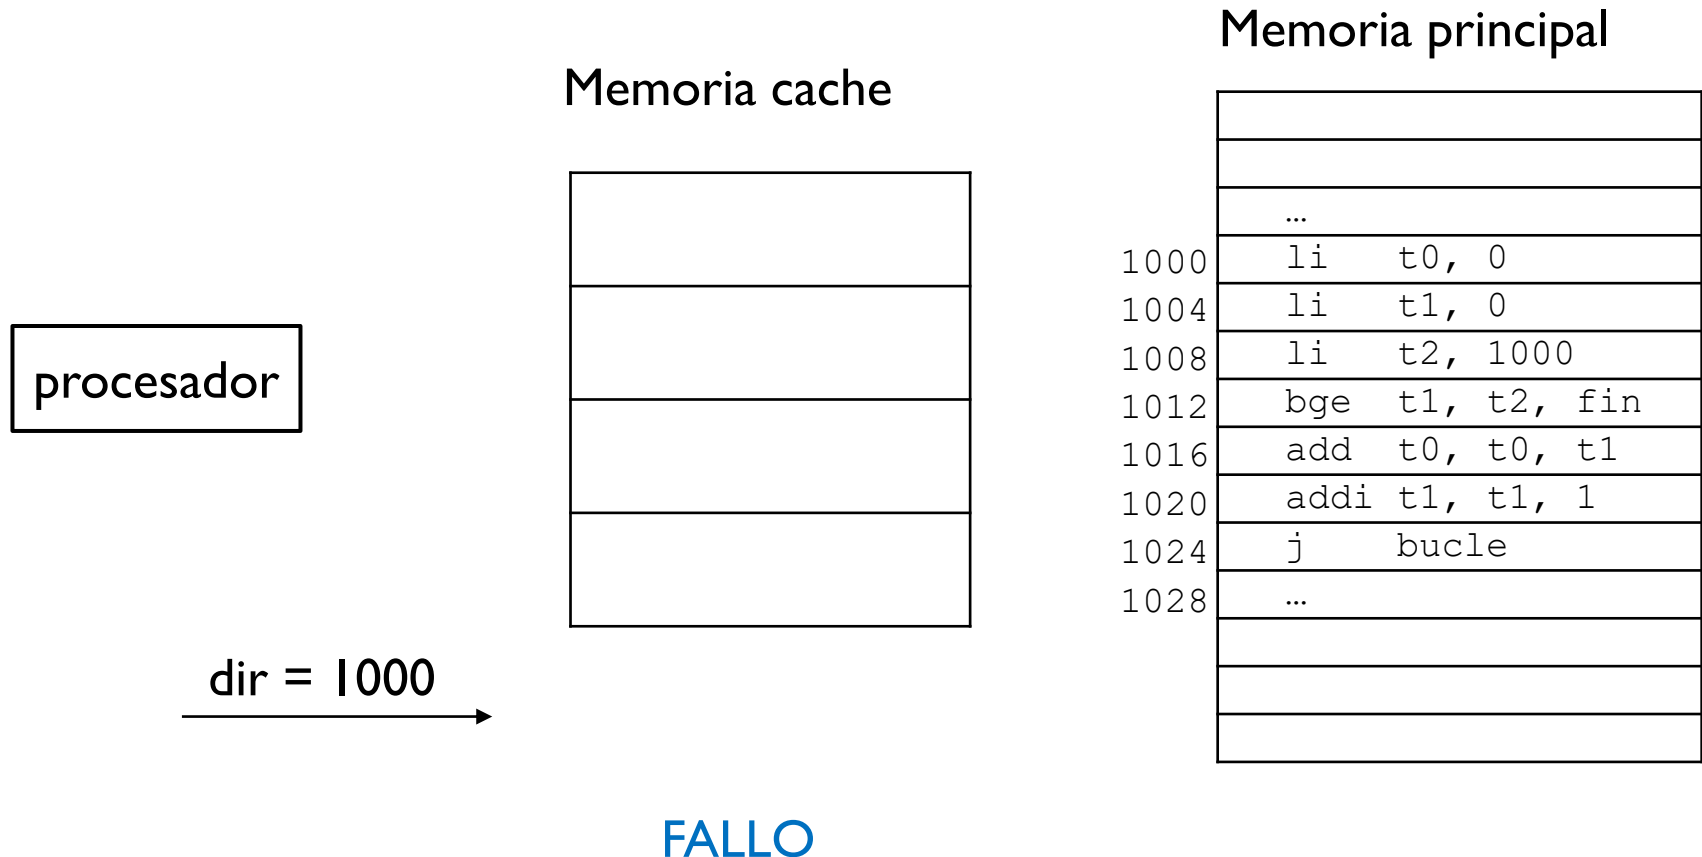 Memoria principal
Memoria cache
…
1000 li t0, 0
1004 li t1, 0
1008 li t2, 1000
1012 bge t1, t2, fin
1016 add t0, t0, t1
1020 addi t1, t1, 1
1024 j bucle
1028 …
procesador
dir = 1000
FALLO